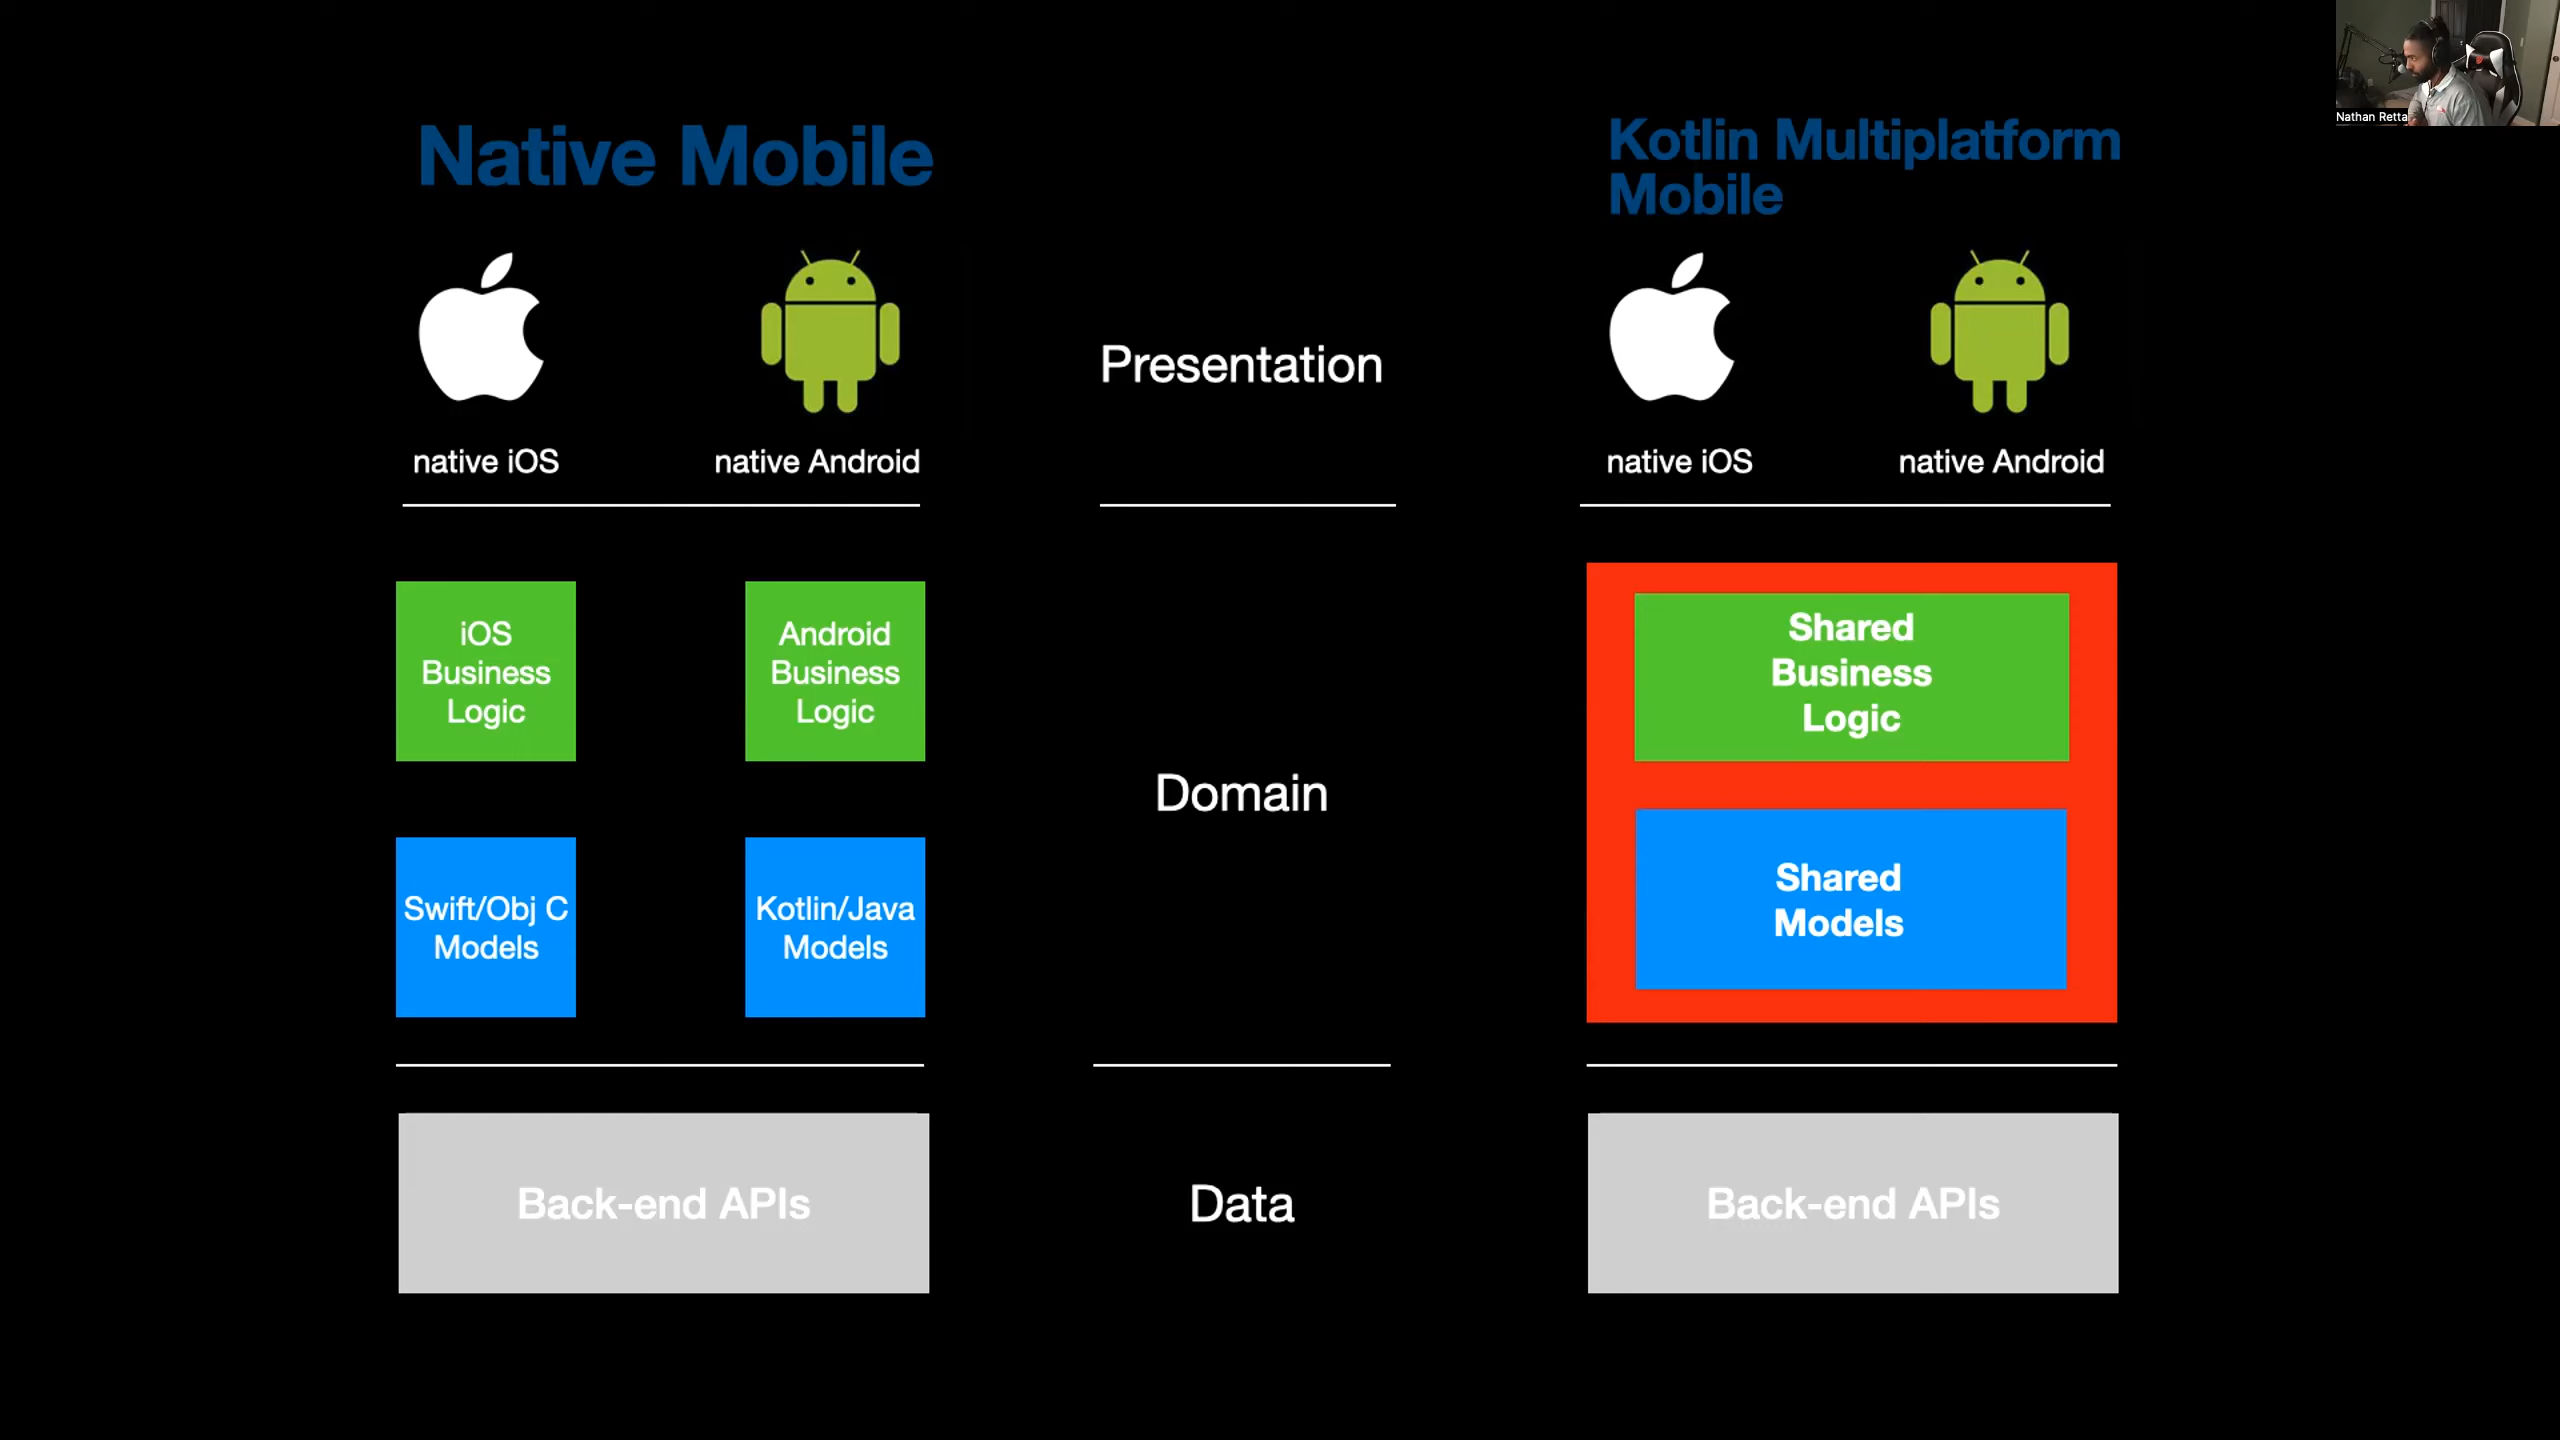 Native Mobile
native iOS
native Android
iOS
Business
Logic
Android
Business
Logic
Swift/Obj C
Models
Kotlin/Java
Models
Back-end APIs
Presentation
Domain
Data
Kotlin Multiplatform
Mobile
native iOS
native Android
Shared
Business
Logic
Shared
Models
Back-end APIs
Nathan Retta